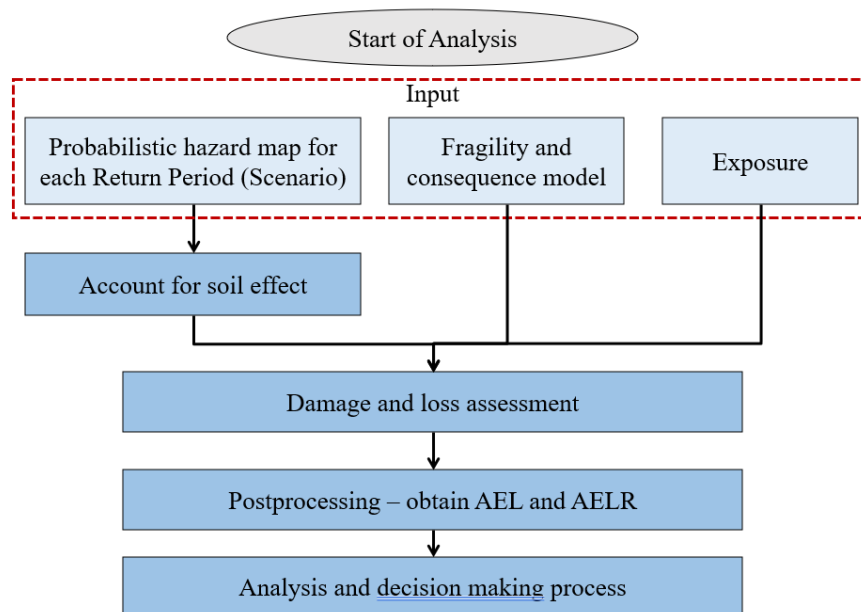 Start of Analysis
Input
Probabilistic hazard map for
each Return Period (Scenario)
Fragility and
consequence model
Exposure
Account for soil effect
Damage and loss assessment
Postprocessing – obtain AEL and AELR
Analysis and decision making process